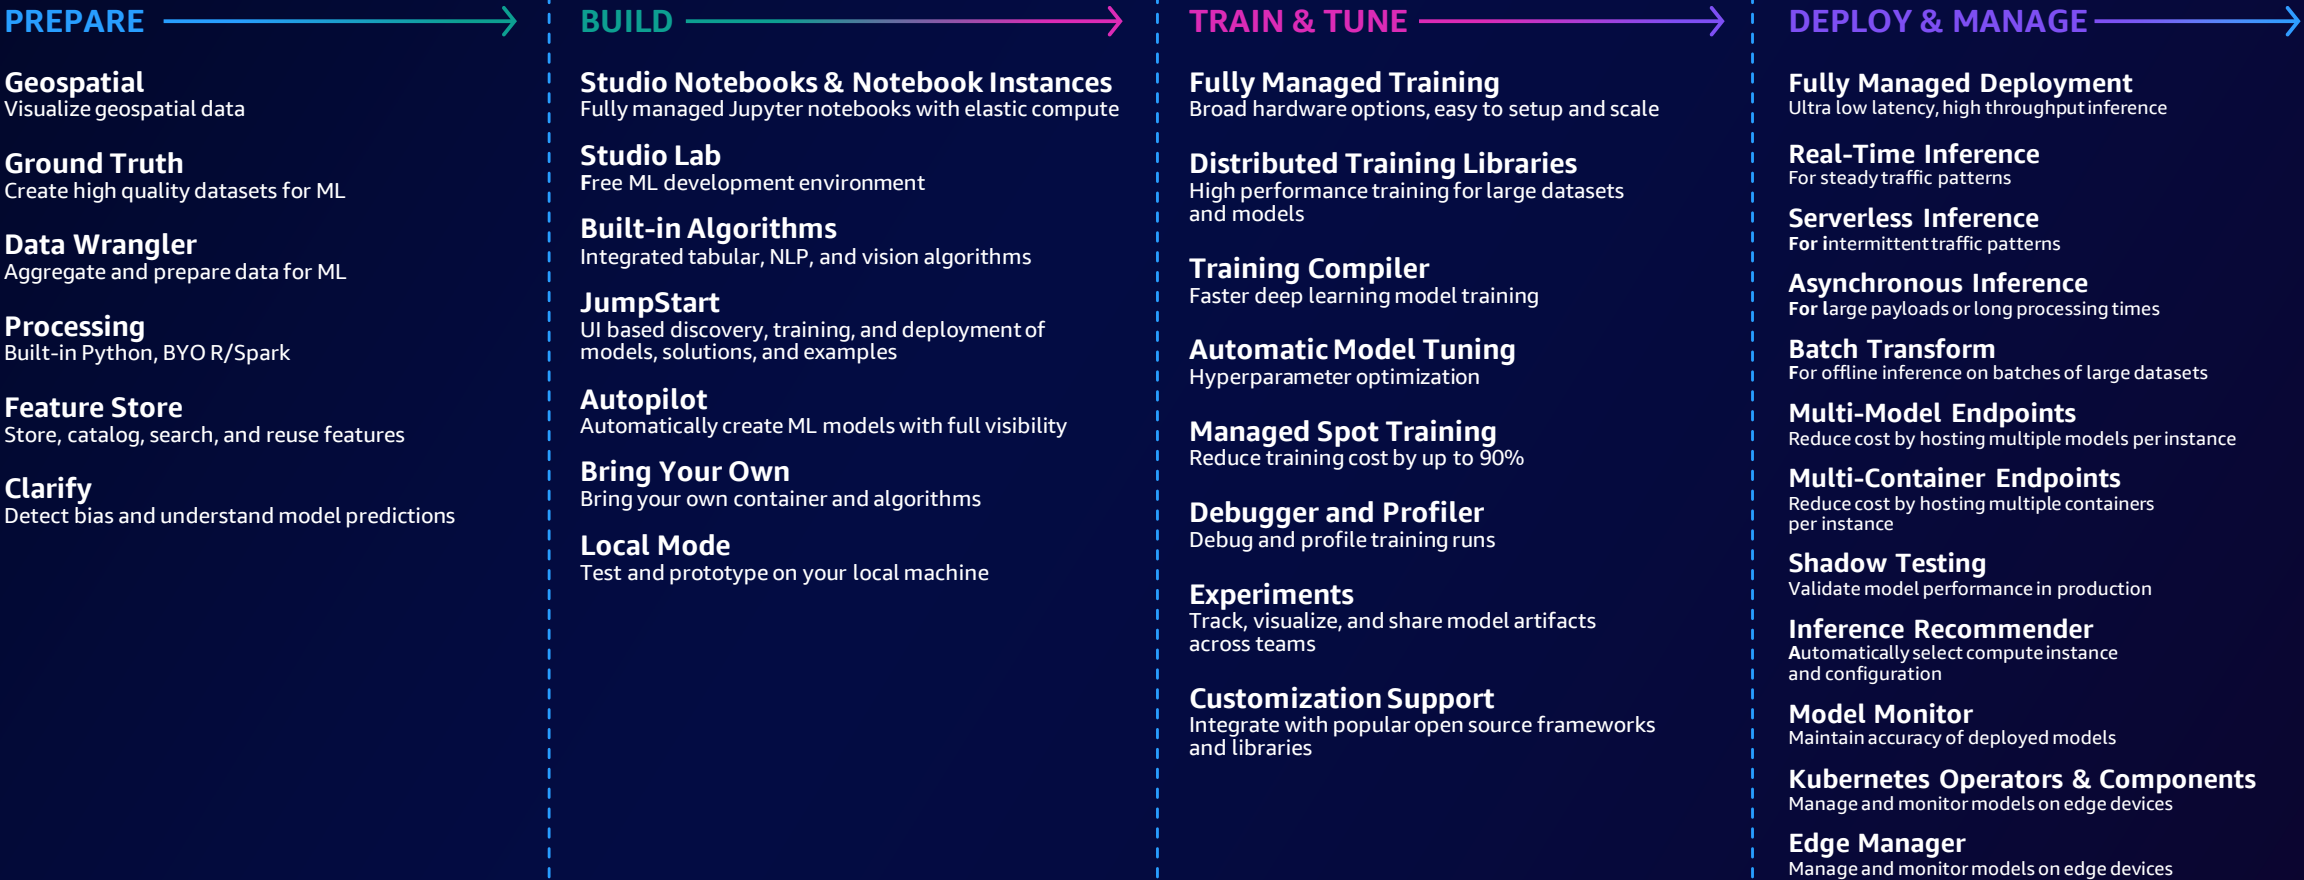 PREPARE
Geospatial
Visualize geospatial data
Ground Truth
Create high quality datasets for ML
Data Wrangler
Aggregate and prepare data for ML
Processing
Built-in Python, BYO R/Spark
Feature Store
Store, catalog, search, and reuse features
Clarify
Detect bias and understand model predictions
BUILD
Studio Notebooks & Notebook Instances
Fully managed Jupyter notebooks with elastic compute
Studio Lab
Free ML development environment
Built-in Algorithms
Integrated tabular, NLP, and vision algorithms
JumpStart
UI based discovery, training, and deployment of
models, solutions, and examples
Autopilot
Automatically create ML models with full visibility
Bring Your Own
Bring your own container and algorithms
Local Mode
Test and prototype on your local machine
TRAIN & TUNE
Fully Managed Training
Broad hardware options, easy to setup and scale
Distributed Training Libraries
High performance training for large datasets
and models
Training Compiler
Faster deep learning model training
Automatic Model Tuning
Hyperparameter optimization
Managed Spot Training
Reduce training cost by up to 90%
Debugger and Profiler
Debug and profile training runs
Experiments
Track, visualize, and share model artifacts
across teams
Customization Support
Integrate with popular open source frameworks
and libraries
DEPLOY & MANAGE
Fully Managed Deployment
Ultra low latency, high throughput inference
Real-Time Inference
For steady traffic patterns
Serverless Inference
For intermittent traffic patterns
Asynchronous Inference
For large payloads or long processing times
Batch Transform
For offline inference on batches of large datasets
Multi-Model Endpoints
Reduce cost by hosting multiple models per instance
Multi-Container Endpoints
Reduce cost by hosting multiple containers
per instance
Shadow Testing
Validate model performance in production
Inference Recommender
Automatically select compute instance
and configuration
Model Monitor
Maintain accuracy of deployed models
Kubernetes Operators & Components
Manage and monitor models on edge devices
Edge Manager
Manage and monitor models on edge devices